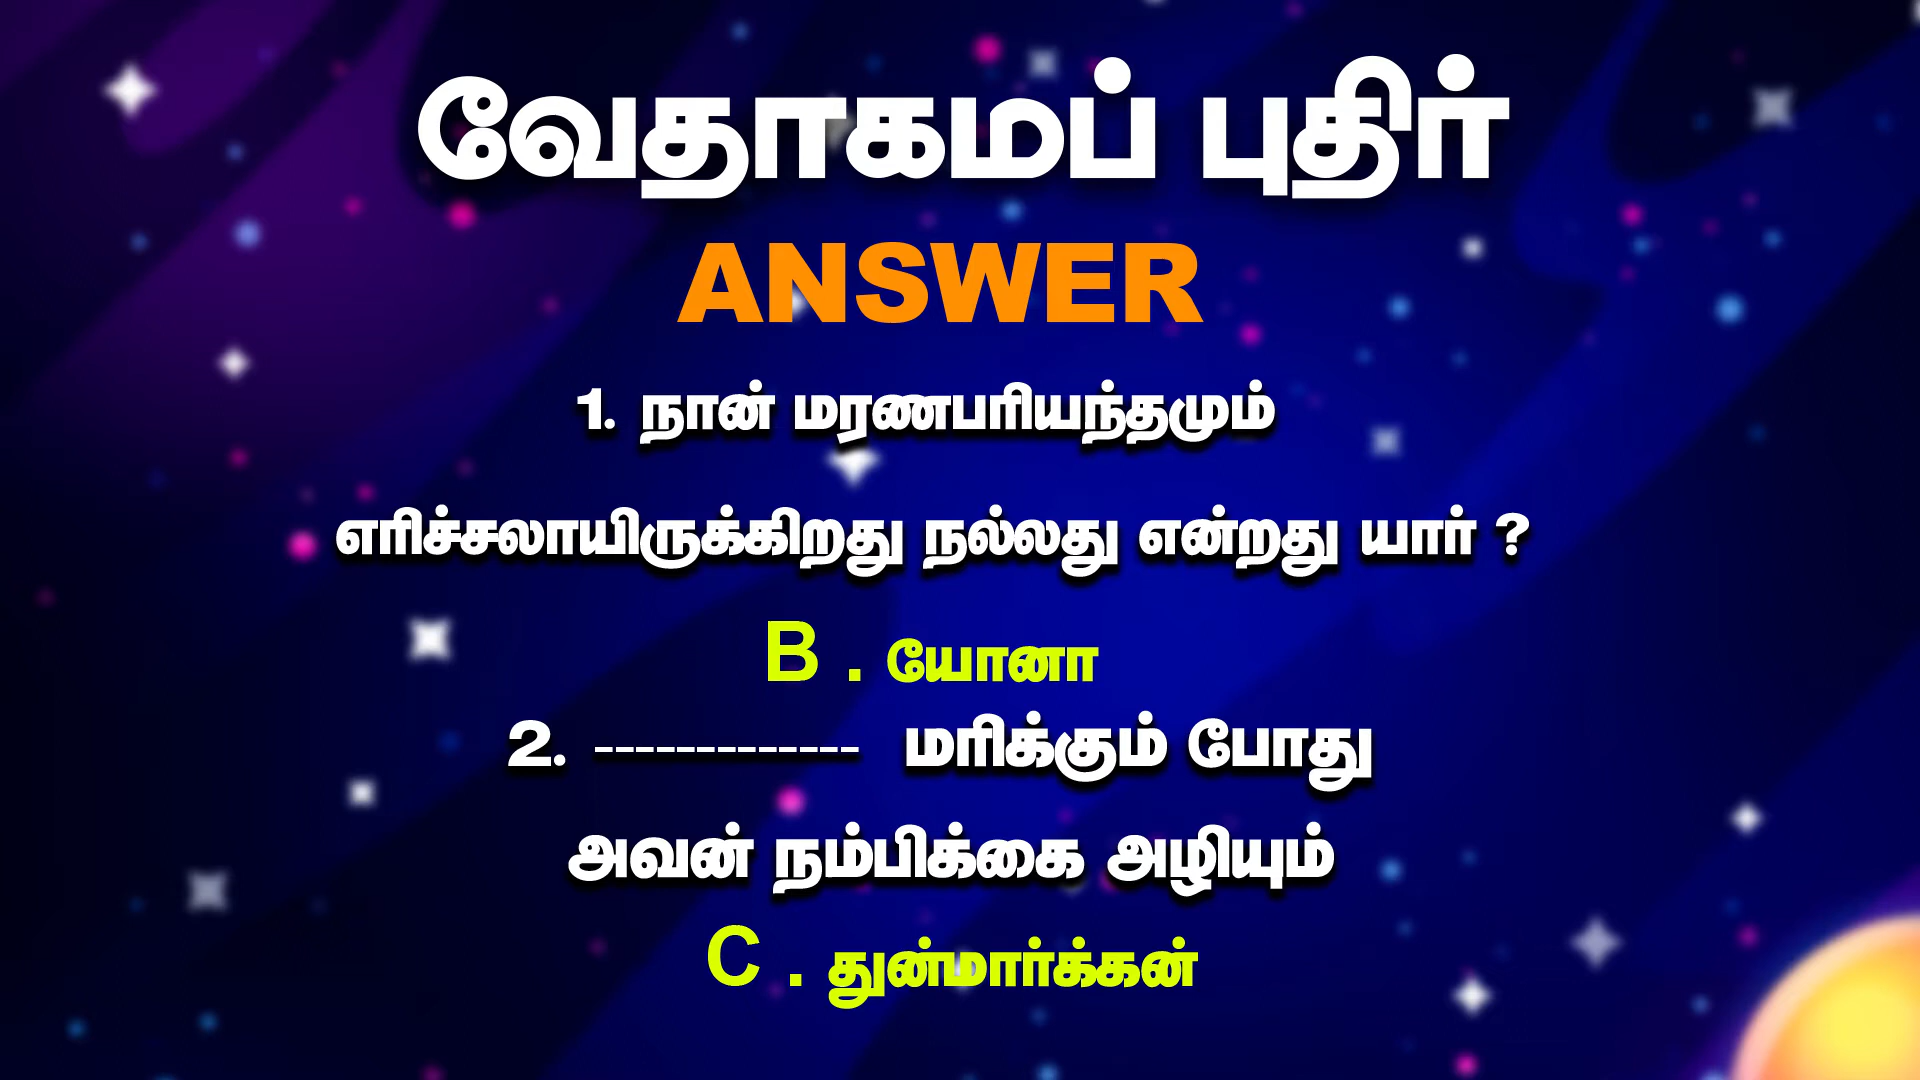 வேதாகமப் புதிர்
ANSWER
1. நான் மரணபரியந்தமும்
எரிச்சலாயிருக்கிறது நல்லது என்றது யார் ?
B . யோனா
2. ------------- மரிக்கும் போது
அவன் நம்பிக்கை அழியும்
C . துன்மார்க்கன்